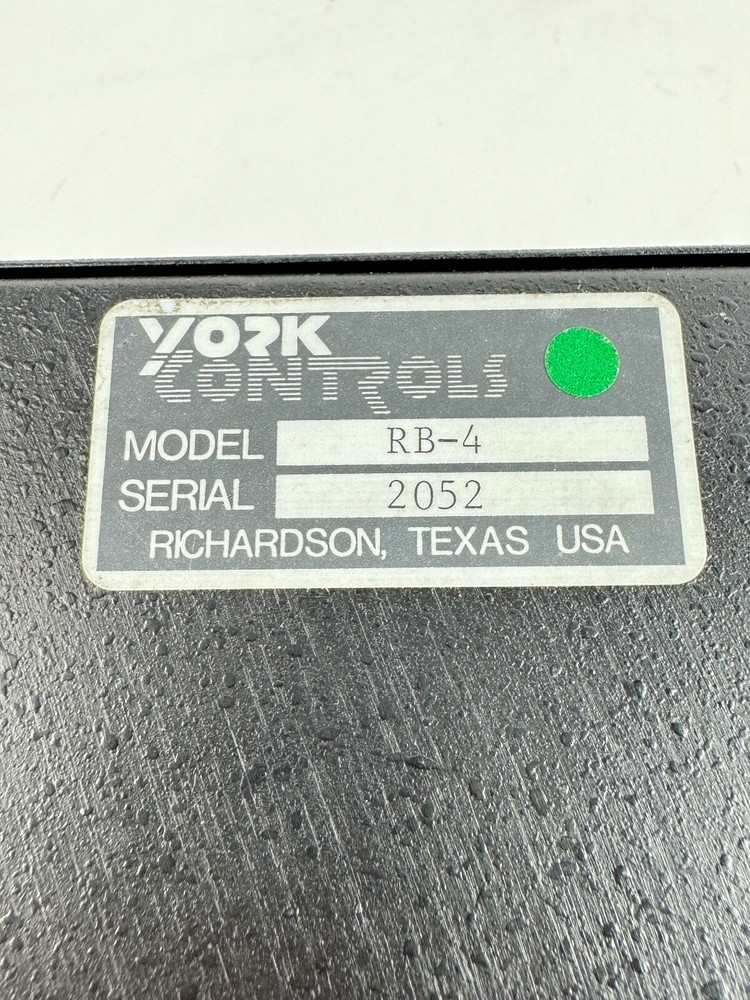 YORK
CONTROLS
MODEL RB-4
SERIAL 2052
RICHARDSON, TEXAS USA